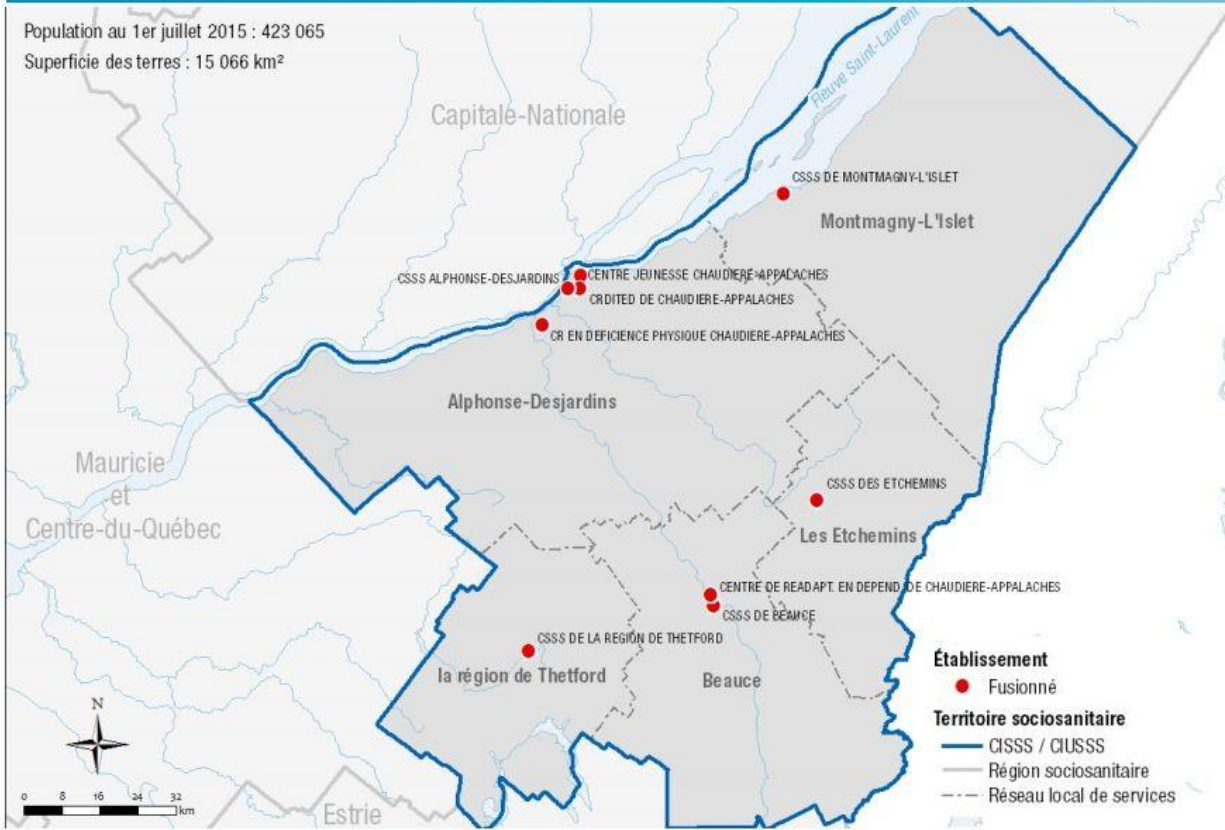 Population au 1er juillet 2015 : 423 065
Superficie des terres : 15 066 km²
Capitale-Nationale
Fleuve Saint-Laurent
CSSS DE MONTMAGNY-L'ISLET
Montmagny-L'Islet
CSSS ALPHONSE-DESJARDINS
CENTRE JEUNESSE CHAUDIERE-APPALACHES
CRDITED DE CHAUDIERE-APPALACHES
CR EN DEFICIENCE PHYSIQUE CHAUDIERE-APPALACHES
Alphonse-Desjardins
Mauricie
et
Centre-du-Québec
CSSS DES ETCHEMINS
Les Etchemins
CENTRE DE READAPT. EN DEPEND. DE CHAUDIERE-APPALACHES
CSSS DE BEAUCE
CSSS DE LA REGION DE THETFORD
la région de Thetford
Beauce
Établissement
Fusionné
Territoire sociosanitaire
CISSS / CIUSSS
Région sociosanitaire
Réseau local de services
N
0 8 16 24 32
km
Estrie